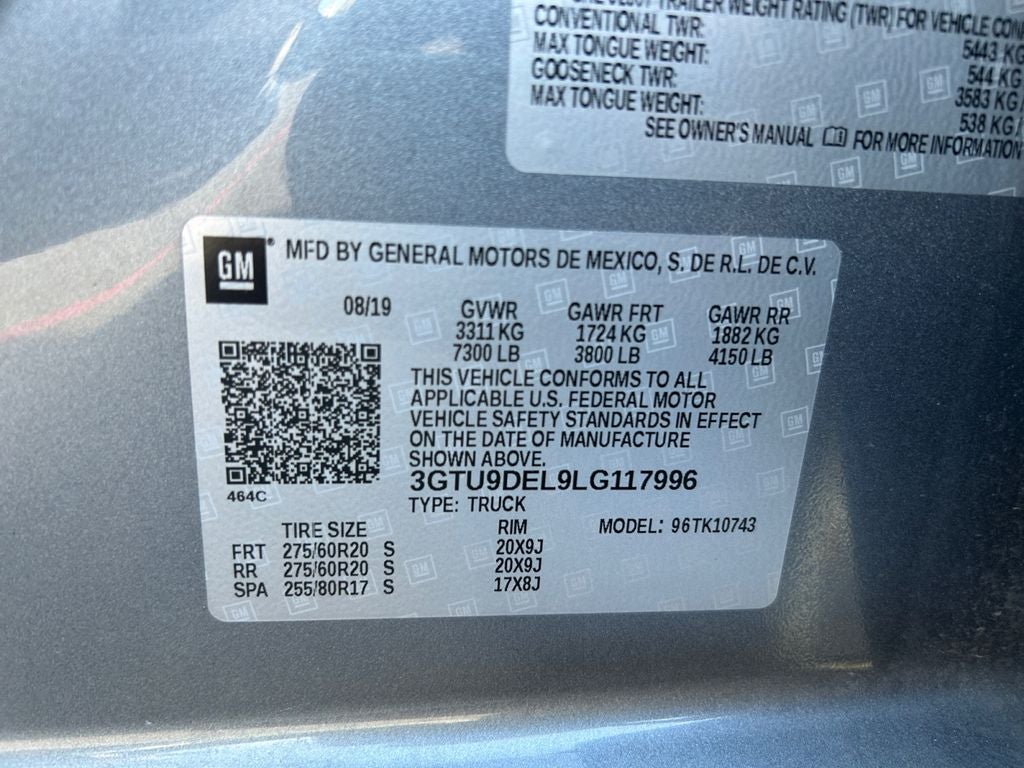 TRAILER WEIGHT RATING (TWR) FOR VEHICLE
CONVENTIONAL TWR: 5443 KG
MAX TONGUE WEIGHT: 544 KG
GOOSENECK TWR: 3583 KG /
MAX TONGUE WEIGHT: 538 KG /
SEE OWNER'S MANUAL FOR MORE INFORMATION
GM® MFD BY GENERAL MOTORS DE MEXICO, S. DE R.L. DE C.V.
08/19 GVWR GAWR FRT GAWR RR
3311 KG 1724 KG 1882 KG
7300 LB 3800 LB 4150 LB
THIS VEHICLE CONFORMS TO ALL
APPLICABLE U.S. FEDERAL MOTOR
VEHICLE SAFETY STANDARDS IN EFFECT
ON THE DATE OF MANUFACTURE
SHOWN ABOVE.
464C
3GTU9DEL9LG117996
TYPE: TRUCK
TIRE SIZE RIM MODEL: 96TK10743
FRT 275/60R20 S 20X9J
RR 275/60R20 S 20X9J
SPA 255/80R17 S 17X8J